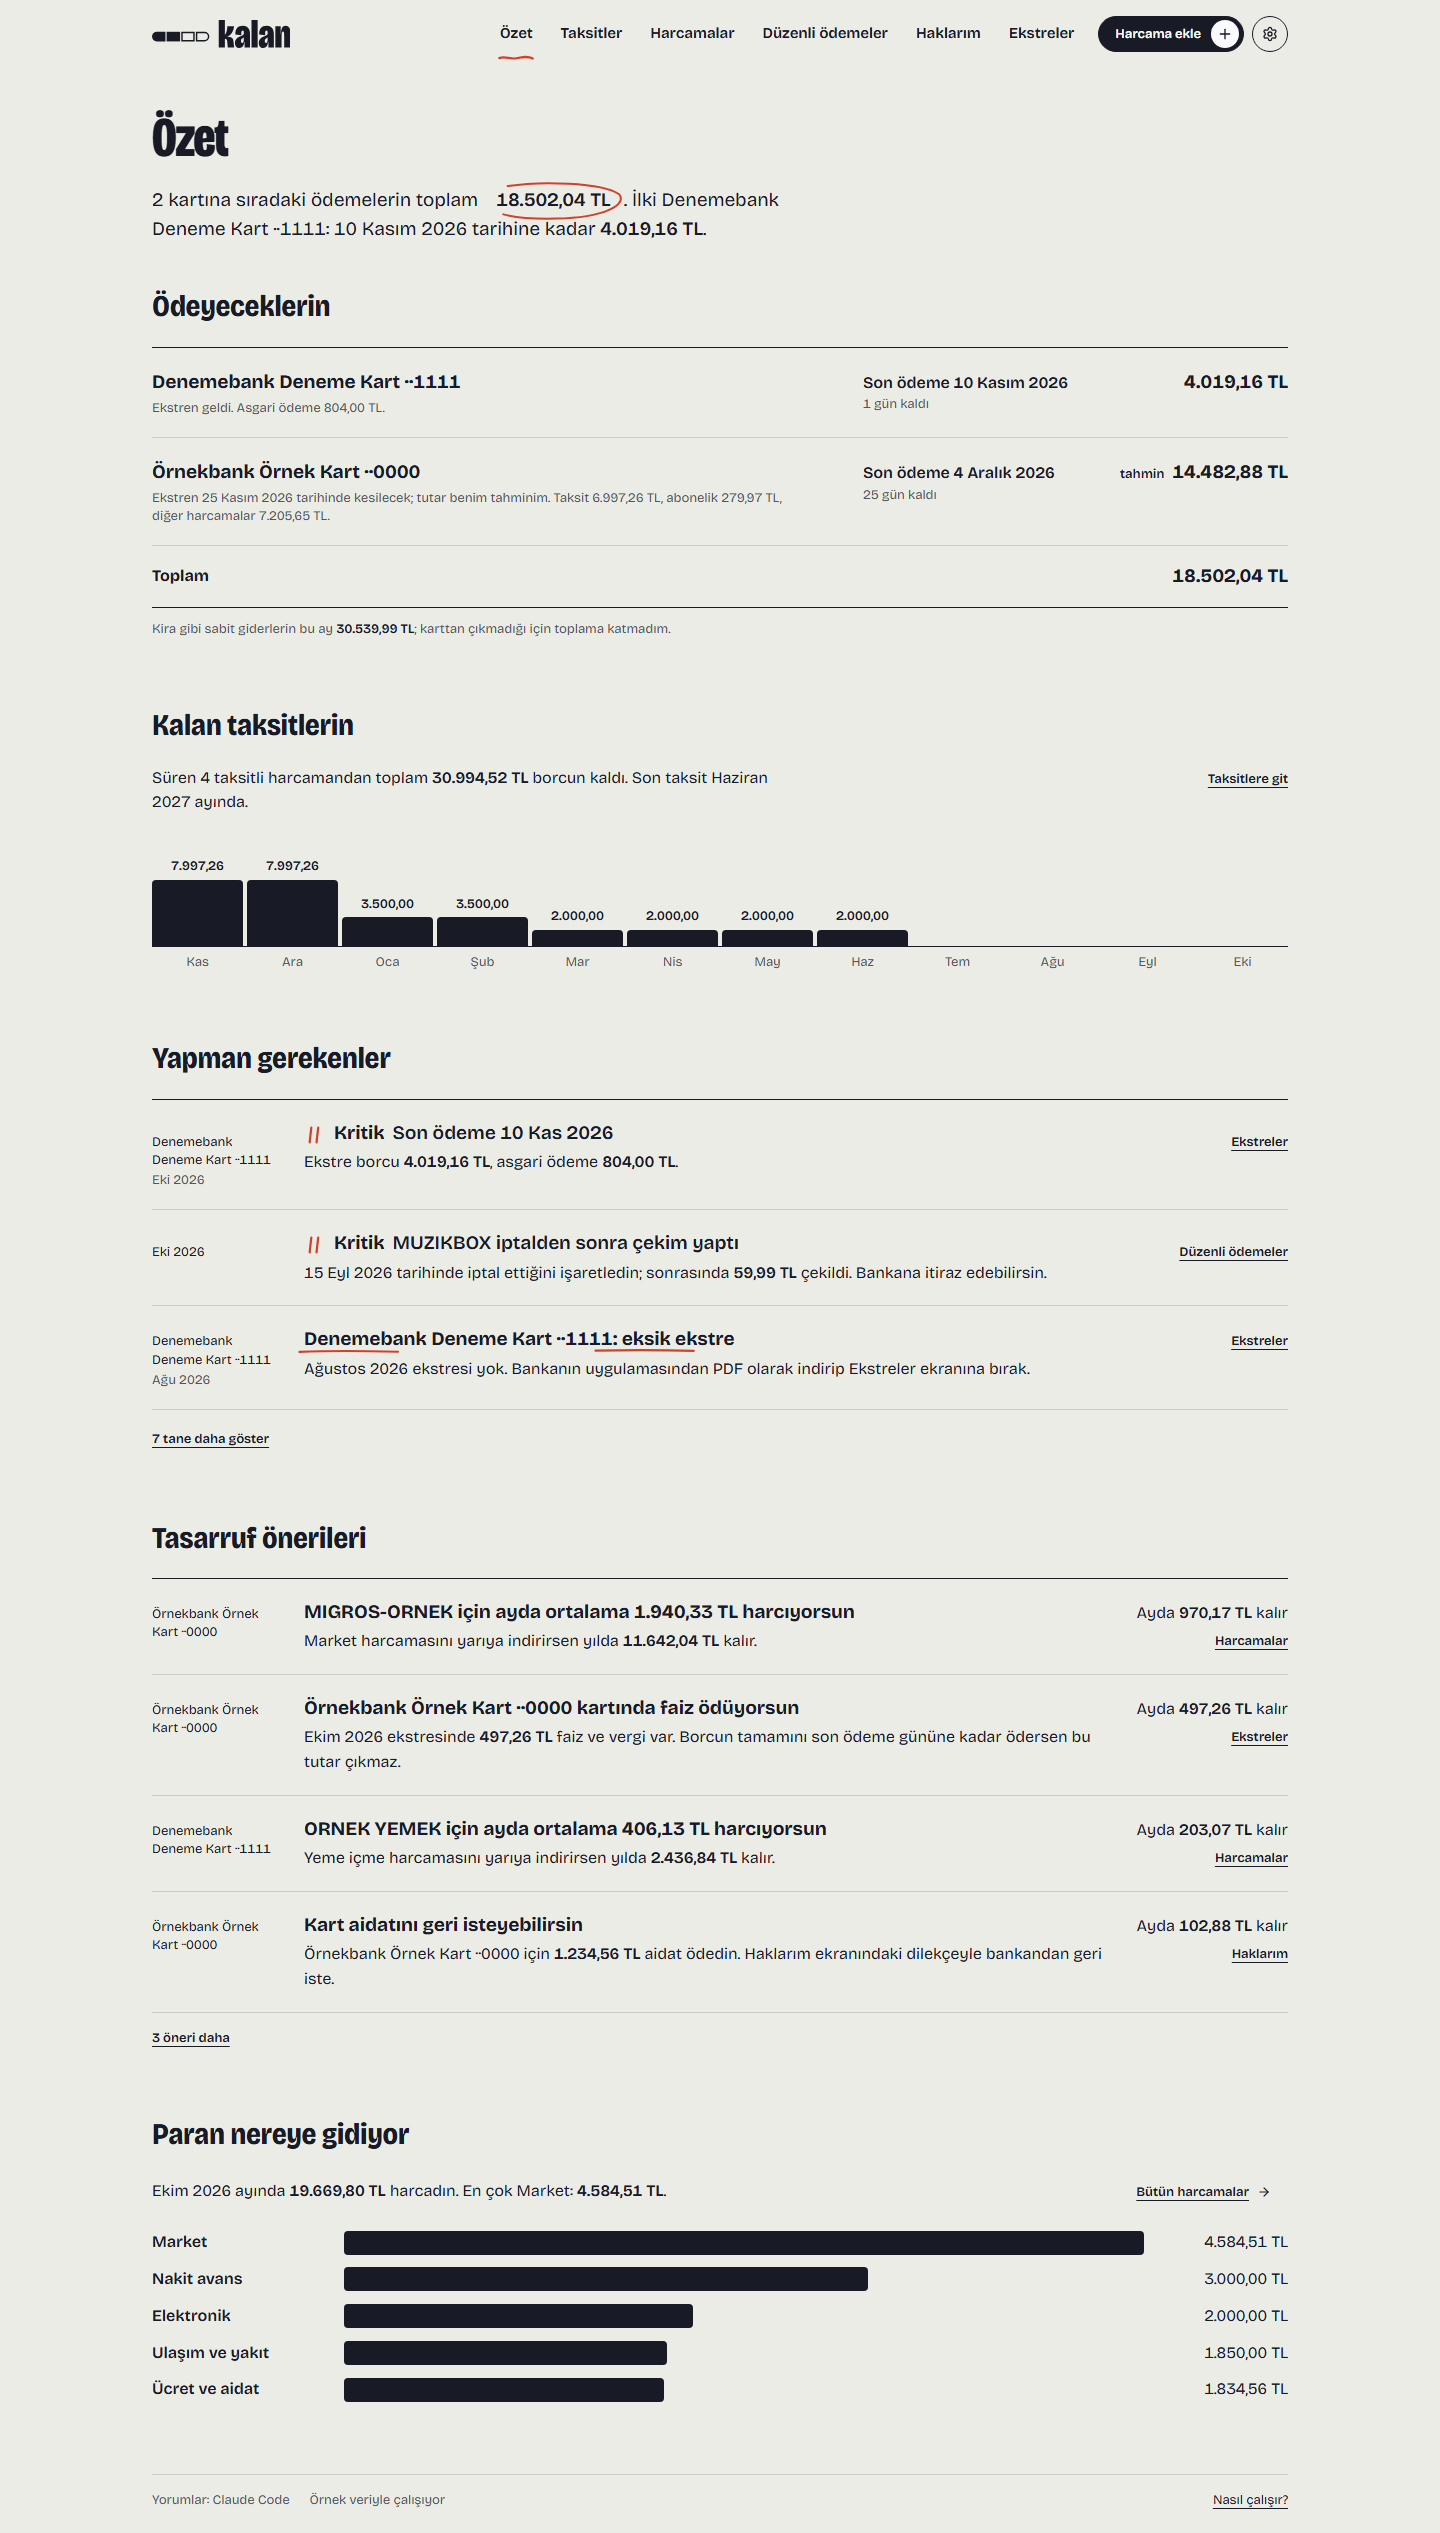 kalan
Özet
Taksitler
Harcamalar
Düzenli ödemeler
Haklarım
Ekstreler
Harcama ekle
Özet
2 kartına sıradaki ödemelerin toplam 18.502,04 TL. İlki Denemebank
Deneme Kart ··1111: 10 Kasım 2026 tarihine kadar 4.019,16 TL.
Ödeyeceklerin
Denemebank Deneme Kart ··1111
Ekstren geldi. Asgari ödeme 804,00 TL.
Son ödeme 10 Kasım 2026
1 gün kaldı
4.019,16 TL
Örnekbank Örnek Kart ··0000
Ekstren 25 Kasım 2026 tarihinde kesilecek; tutar benim tahminim. Taksit 6.997,26 TL, abonelik 279,97 TL,
diğer harcamalar 7.205,65 TL.
Son ödeme 4 Aralık 2026
25 gün kaldı
tahmin 14.482,88 TL
Toplam
18.502,04 TL
Kira gibi sabit giderlerin bu ay 30.539,99 TL; karttan çıkmadığı için toplama katmadım.
Kalan taksitlerin
Süren 4 taksitli harcamandan toplam 30.994,52 TL borcun kaldı. Son taksit Haziran
2027 ayında.
Taksitlere git
7.997,26
7.997,26
3.500,00
3.500,00
2.000,00
2.000,00
2.000,00
2.000,00
Kas
Ara
Oca
Şub
Mar
Nis
May
Haz
Tem
Ağu
Eyl
Eki
Yapman gerekenler
Denemebank
Deneme Kart ··1111
Eki 2026
Kritik Son ödeme 10 Kas 2026
Ekstre borcu 4.019,16 TL, asgari ödeme 804,00 TL.
Ekstreler
Eki 2026
Kritik MUZIKBOX iptalden sonra çekim yaptı
15 Eyl 2026 tarihinde iptal ettiğini işaretledin; sonrasında 59,99 TL çekildi. Bankana itiraz edebilirsin.
Düzenli ödemeler
Denemebank
Deneme Kart ··1111
Ağu 2026
Denemebank Deneme Kart ··1111: eksik ekstre
Ağustos 2026 ekstresi yok. Bankanın uygulamasından PDF olarak indirip Ekstreler ekranına bırak.
Ekstreler
7 tane daha göster
Tasarruf önerileri
Örnekbank Örnek
Kart ··0000
MIGROS-ORNEK için ayda ortalama 1.940,33 TL harcıyorsun
Market harcamasını yarıya indirirsen yılda 11.642,04 TL kalır.
Ayda 970,17 TL kalır
Harcamalar
Örnekbank Örnek
Kart ··0000
Örnekbank Örnek Kart ··0000 kartında faiz ödüyorsun
Ekim 2026 ekstresinde 497,26 TL faiz ve vergi var. Borcun tamamını son ödeme gününe kadar ödersen bu
tutar çıkmaz.
Ayda 497,26 TL kalır
Ekstreler
Denemebank
Deneme Kart ··1111
ORNEK YEMEK için ayda ortalama 406,13 TL harcıyorsun
Yeme içme harcamasını yarıya indirirsen yılda 2.436,84 TL kalır.
Ayda 203,07 TL kalır
Harcamalar
Örnekbank Örnek
Kart ··0000
Kart aidatını geri isteyebilirsin
Örnekbank Örnek Kart ··0000 için 1.234,56 TL aidat ödedin. Haklarım ekranındaki dilekçeyle bankandan geri
iste.
Ayda 102,88 TL kalır
Haklarım
3 öneri daha
Paran nereye gidiyor
Ekim 2026 ayında 19.669,80 TL harcadın. En çok Market: 4.584,51 TL.
Bütün harcamalar →
Market
4.584,51 TL
Nakit avans
3.000,00 TL
Elektronik
2.000,00 TL
Ulaşım ve yakıt
1.850,00 TL
Ücret ve aidat
1.834,56 TL
Yorumlar: Claude Code
Örnek veriyle çalışıyor
Nasıl çalışır?